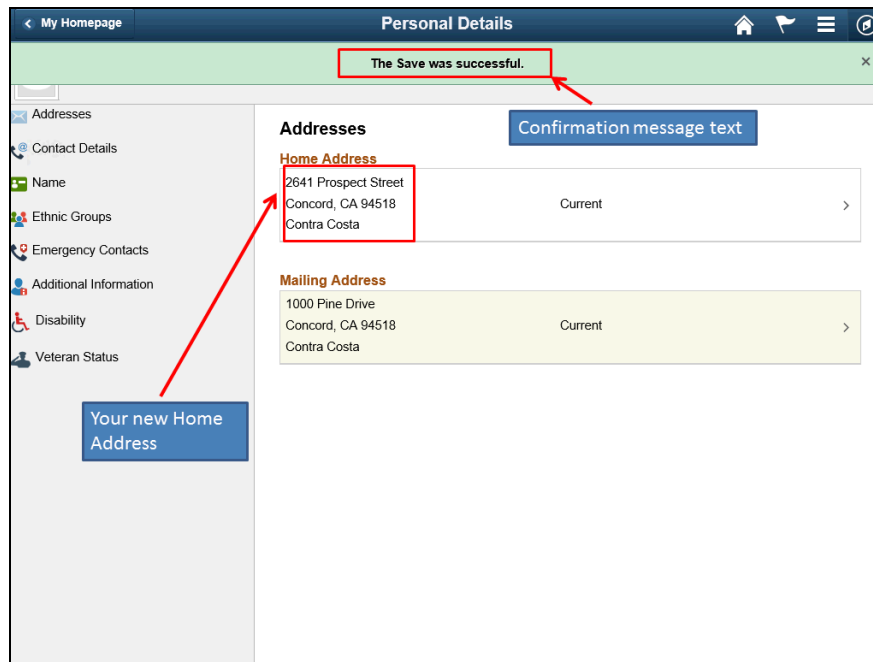 My Homepage
Personal Details
The Save was successful.
Confirmation message text
Addresses
Contact Details
Name
Ethnic Groups
Emergency Contacts
Additional Information
Disability
Veteran Status
Your new Home
Address
Addresses
Home Address
2641 Prospect Street
Concord, CA 94518 Current
Contra Costa
Mailing Address
1000 Pine Drive
Concord, CA 94518 Current
Contra Costa